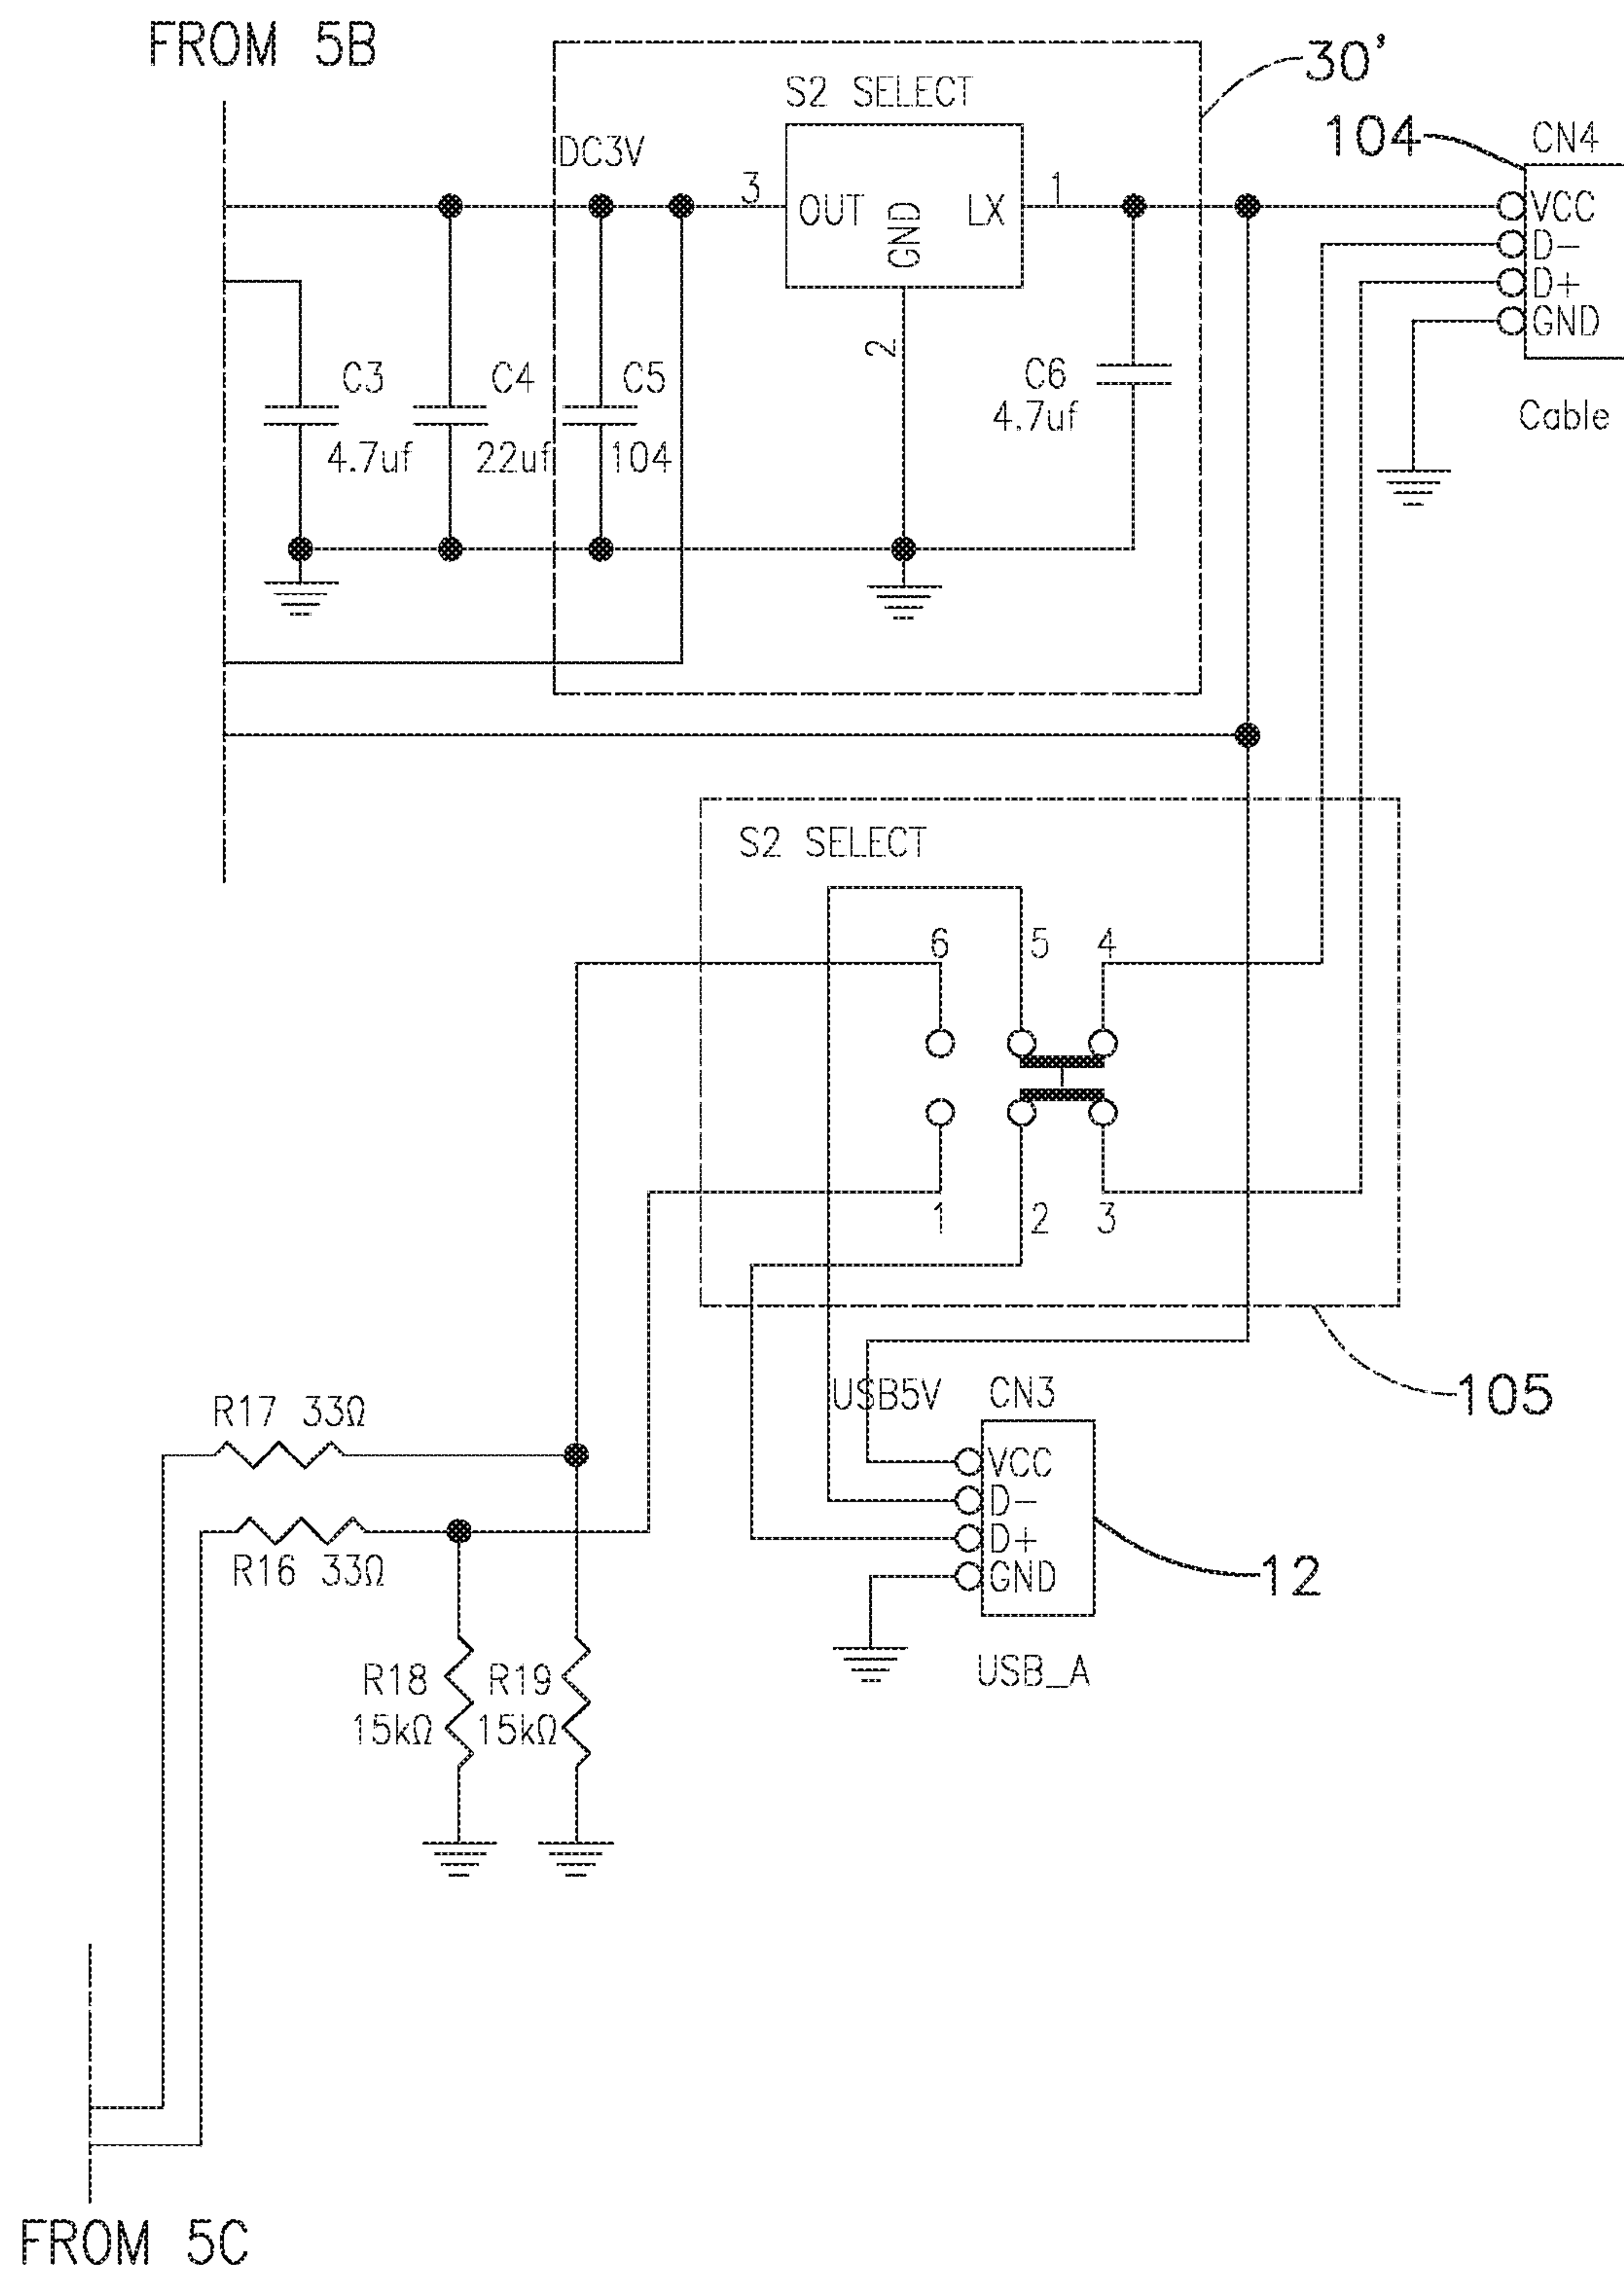 FROM 5B
30'
S2 SELECT
104
CN4
DC3V
3
OUT
GND
LX
1
VCC
D-
D+
GND
2
C3
4.7uf
C4
22uf
C5
104
C6
4.7uf
Cable
S2 SELECT
6
5
4
1
2
3
105
USB5V
CN3
R17 33Ω
VCC
D-
D+
GND
R16 33Ω
12
USB_A
R18
15kΩ
R19
15kΩ
FROM 5C